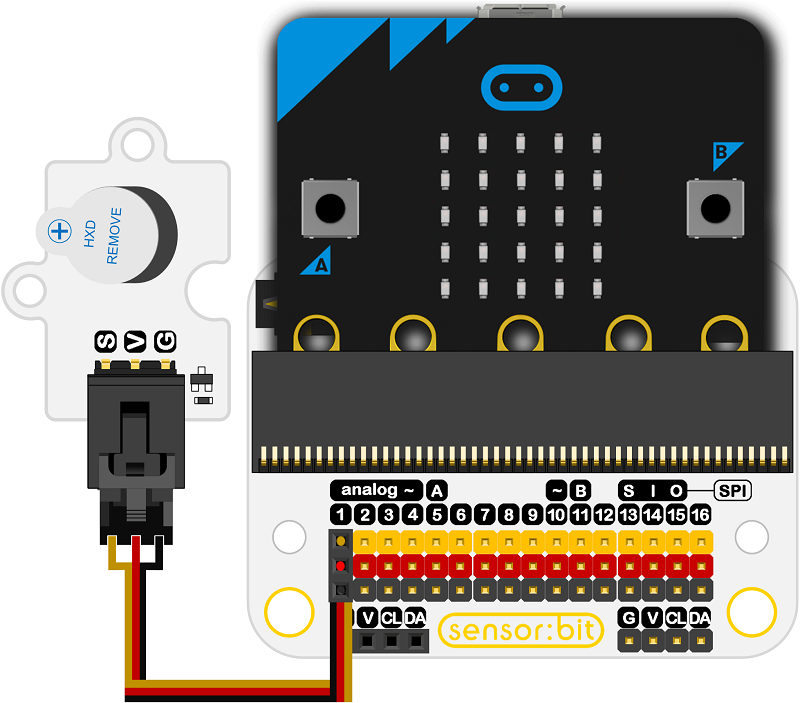 B
A
HXD
REMOVE
S V G
analog ~ A ~ B S I O SPI
1 2 3 4 5 6 7 8 9 10 11 12 13 14 15 16
V CL DA
G V CL DA
sensor:bit